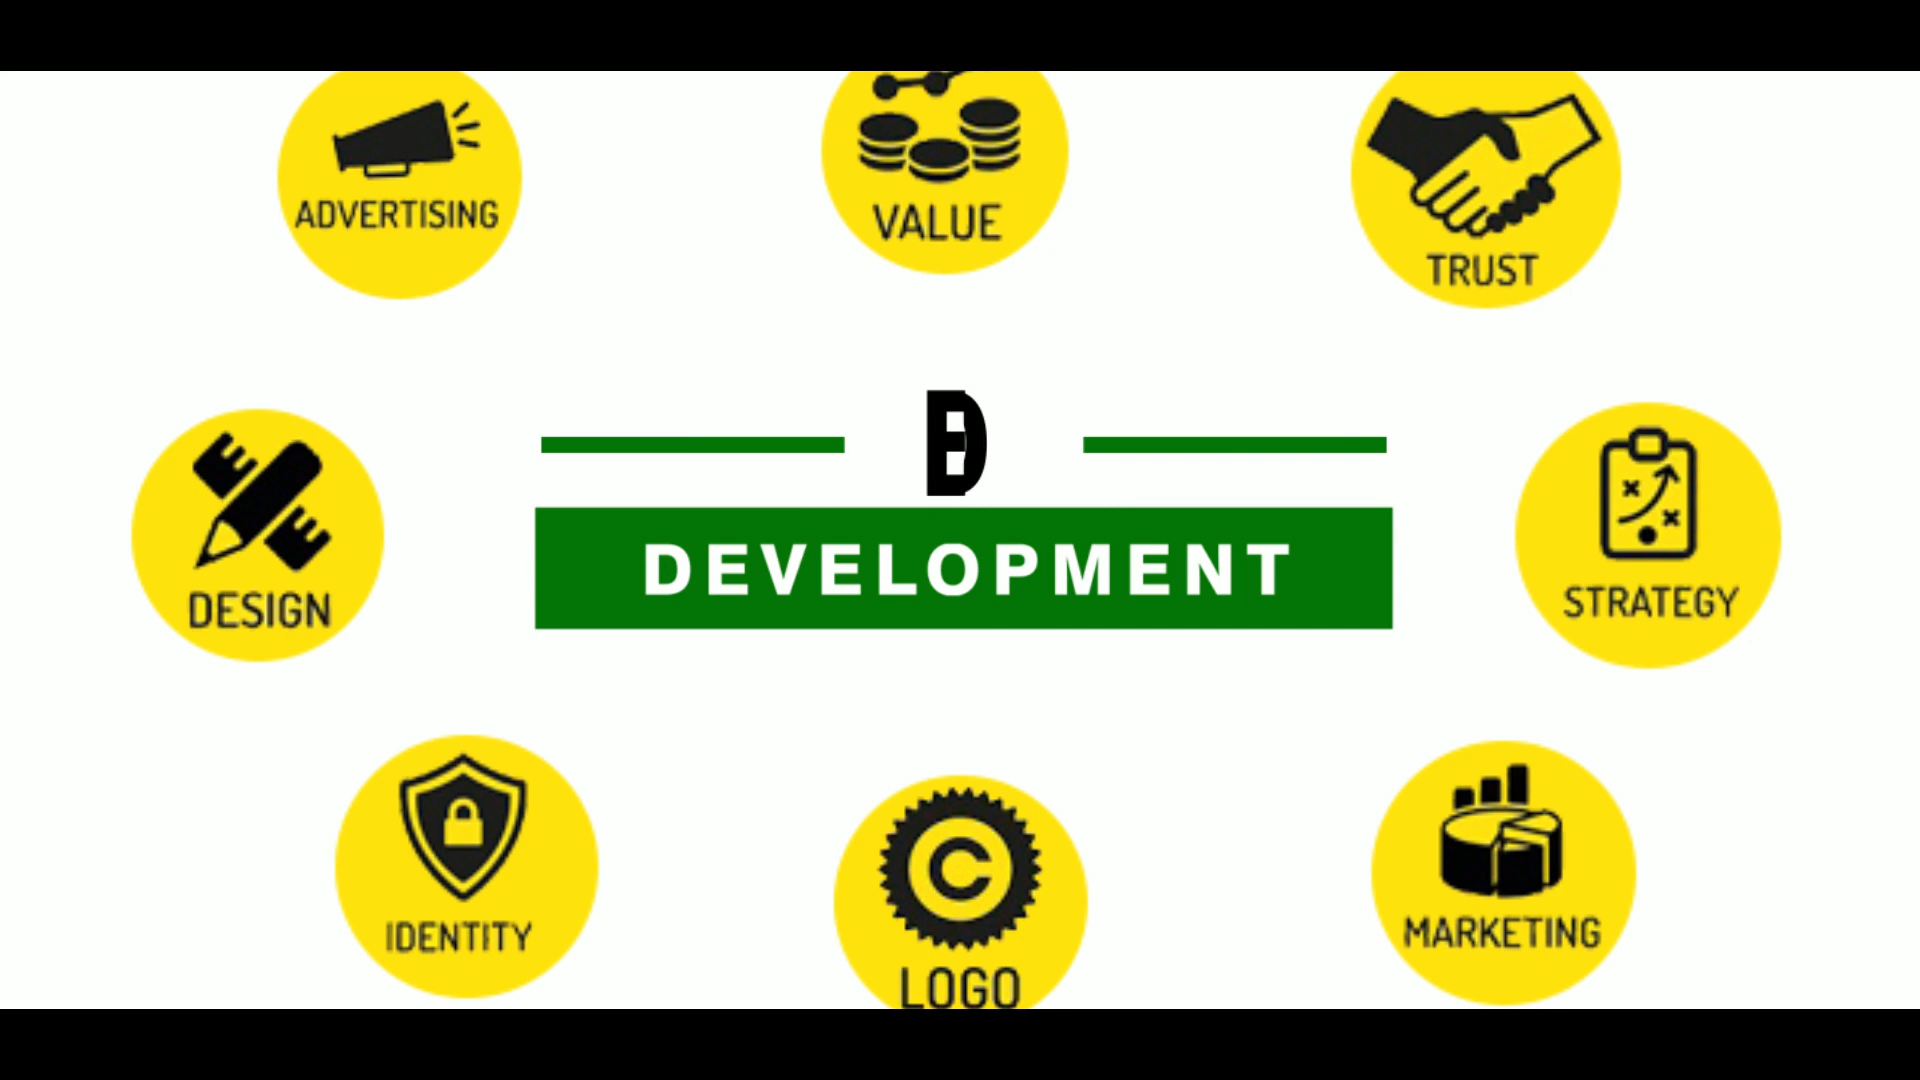 ADVERTISING
VALUE
TRUST
DESIGN
DEVELOPMENT
STRATEGY
IDENTITY
C
LOGO
MARKETING